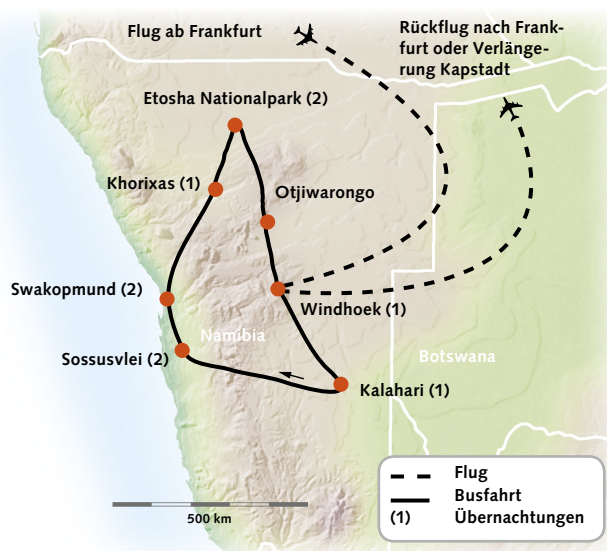 Flug ab Frankfurt
Rückflug nach Frank-
furt oder Verlänge-
rung Kapstadt
Etosha Nationalpark (2)
Khorixas (1)
Otjiwarongo
Swakopmund (2)
Windhoek (1)
Namibia
Sossusvlei (2)
Botswana
Kalahari (1)
Flug
Busfahrt
(1) Übernachtungen
500 km